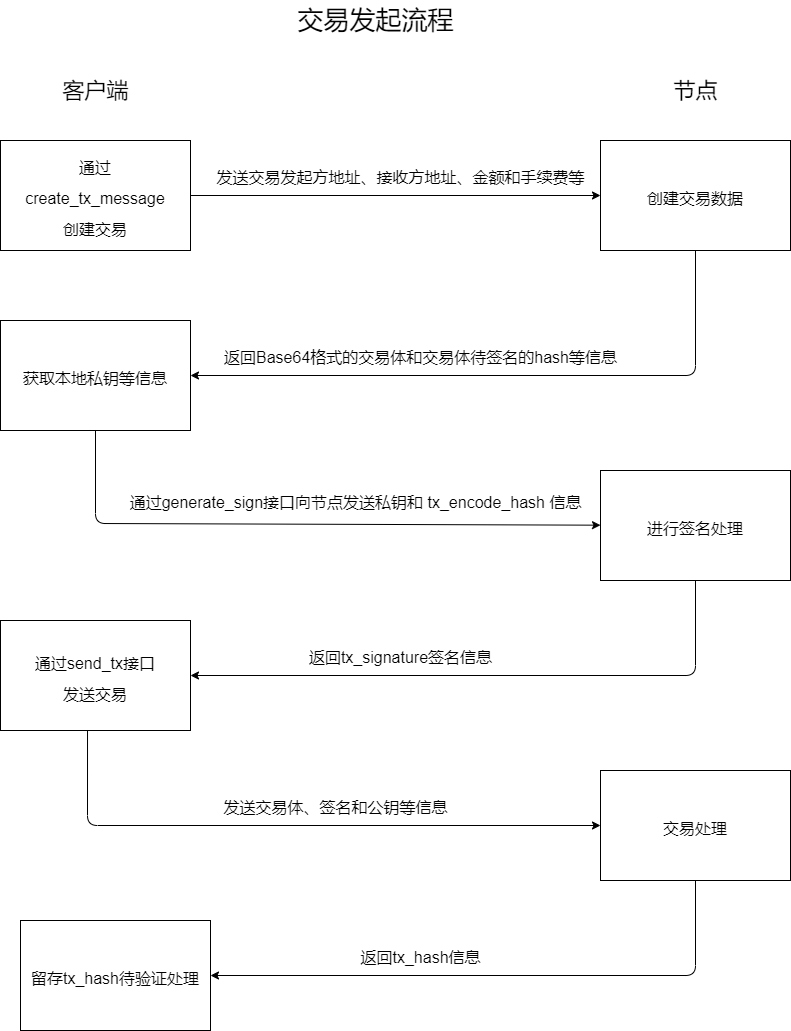 交易发起流程
客户端
节点
通过
create_tx_message
创建交易
发送交易发起方地址、接收方地址、金额和手续费等
创建交易数据
返回Base64格式的交易体和交易体待签名的hash等信息
获取本地私钥等信息
通过generate_sign接口向节点发送私钥和 tx_encode_hash 信息
进行签名处理
返回tx_signature签名信息
通过send_tx接口
发送交易
发送交易体、签名和公钥等信息
交易处理
返回tx_hash信息
留存tx_hash待验证处理